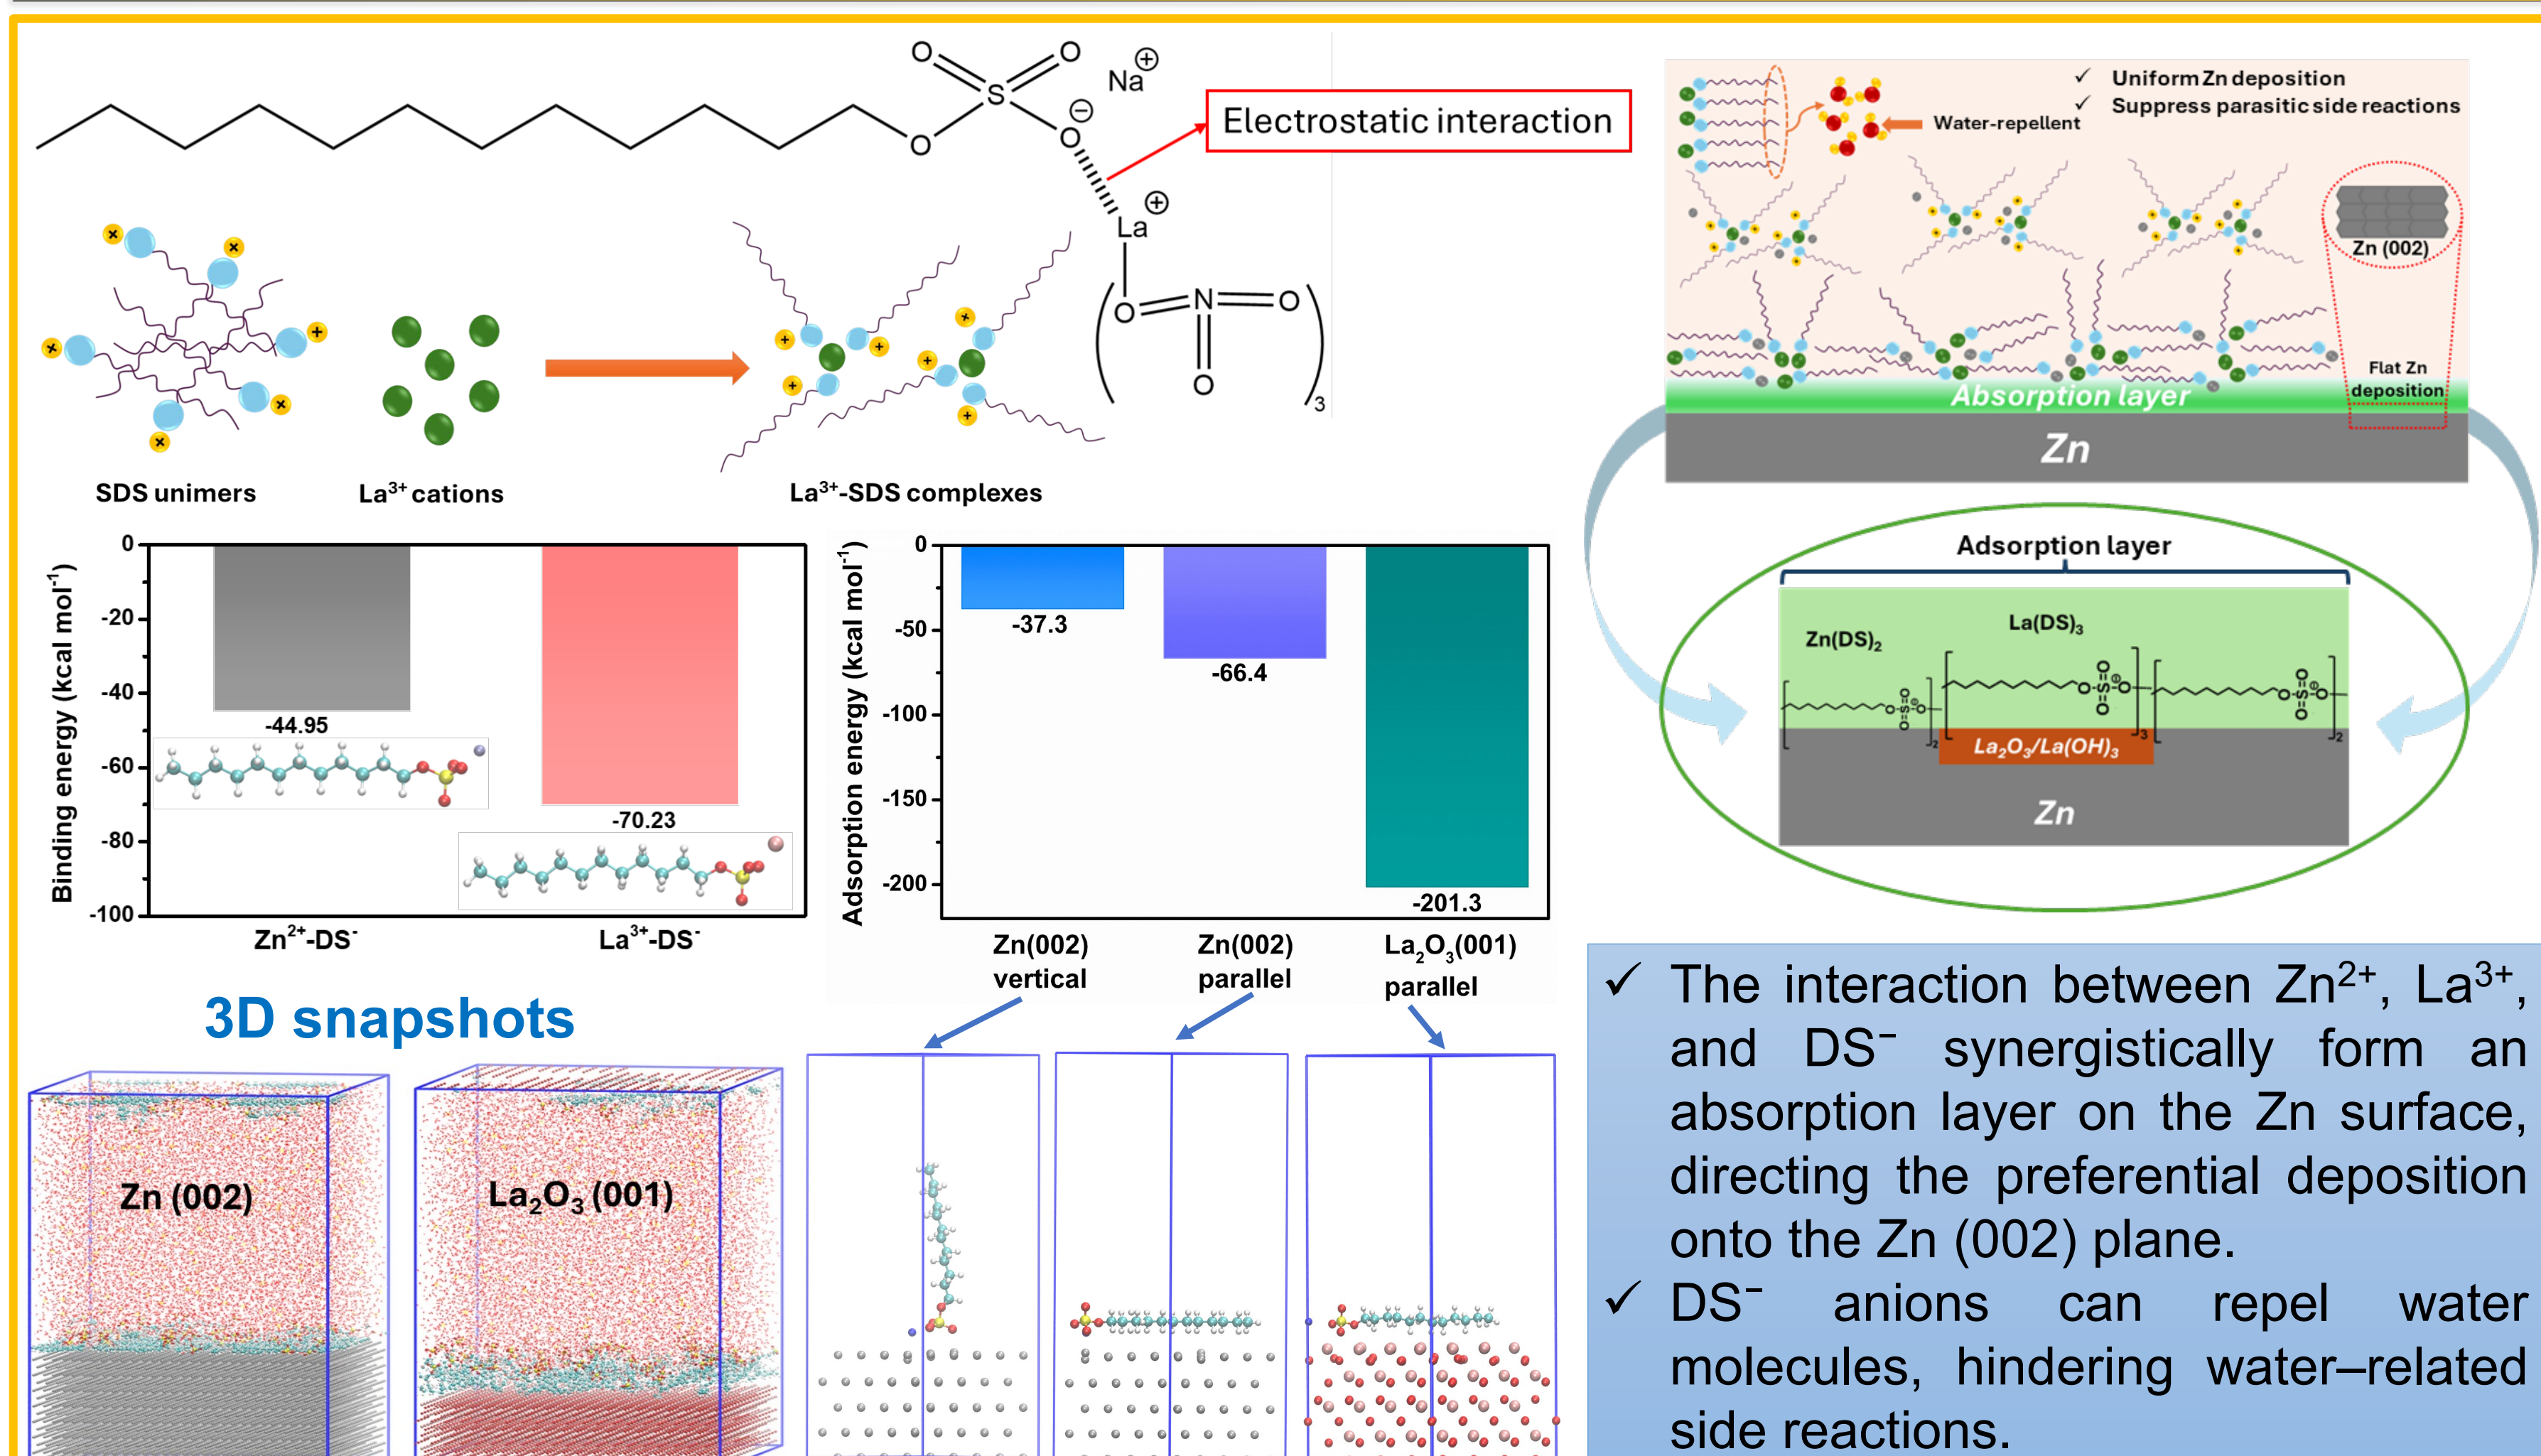 O
O
S
Na⊕
⊖
O
O
Electrostatic interaction
La⊕
O
N
O
O
3
SDS unimers
La³⁺ cations
La³⁺-SDS complexes
✓ Uniform Zn deposition
✓ Suppress parasitic side reactions
Water-repellent
Zn (002)
Flat Zn
deposition
Absorption layer
Zn
Binding energy (kcal mol⁻¹)
0
-20
-40
-60
-80
-100
-44.95
-70.23
Zn²⁺-DS⁻
La³⁺-DS⁻
Adsorption energy (kcal mol⁻¹)
0
-50
-100
-150
-200
-37.3
-66.4
-201.3
Zn(002)
vertical
Zn(002)
parallel
La₂O₃(001)
parallel
Adsorption layer
Zn(DS)₂
La(DS)₃
O
O-S-O⊖
O
2
O
O-S-O⊖
O
3
O
O-S-O⊖
O
2
La₂O₃/La(OH)₃
Zn
3D snapshots
Zn (002)
La₂O₃ (001)
✓ The interaction between Zn²⁺, La³⁺,
and DS⁻ synergistically form an
absorption layer on the Zn surface,
directing the preferential deposition
onto the Zn (002) plane.
✓ DS⁻ anions can repel water
molecules, hindering water–related
side reactions.